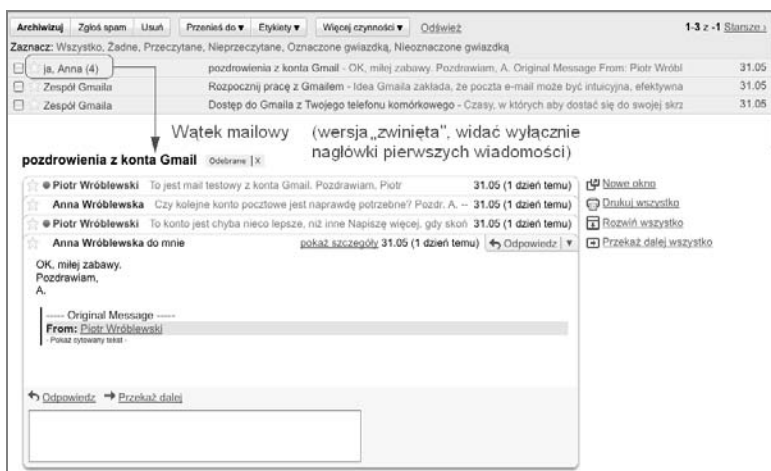 Archiwizuj Zgłoś spam Usuń Przenieś do ▾ Etykiety ▾ Więcej czynności ▾ Odśwież 1-3 z -1 Starsze ›
Zaznacz: Wszystko, Żadne, Przeczytane, Nieprzeczytane, Oznaczone gwiazdką, Nieoznaczone gwiazdką
ja, Anna (4) pozdrowienia z konta Gmail - OK, miłej zabawy. Pozdrawiam, A. Original Message From: Piotr Wróbl 31.05
Zespół Gmaila Rozpocznij pracę z Gmailem - Idea Gmaila zakłada, że poczta e-mail może być intuicyjna, efektywna 31.05
Zespół Gmaila Dostęp do Gmaila z Twojego telefonu komórkowego - Czasy, w których aby dostać się do swojej skrz 31.05
Wątek mailowy (wersja „zwinięta”, widać wyłącznie
nagłówki pierwszych wiadomości)
pozdrowienia z konta Gmail Odebrane | X
Piotr Wróblewski To jest mail testowy z konta Gmail. Pozdrawiam, Piotr 31.05 (1 dzień temu) Nowe okno
Anna Wróblewska Czy kolejne konto pocztowe jest naprawdę potrzebne? Pozdr. A. -- 31.05 (1 dzień temu) Drukuj wszystko
Piotr Wróblewski To konto jest chyba nieco lepsze, niż inne Napiszę więcej, gdy skoń 31.05 (1 dzień temu) Rozwiń wszystko
Anna Wróblewska do mnie pokaż szczegóły 31.05 (1 dzień temu) Odpowiedz ▾ Przekaż dalej wszystko
OK, miłej zabawy.
Pozdrawiam,
A.
----- Original Message -----
From: Piotr Wróblewski
- Pokaż cytowany tekst -
Odpowiedz Przekaż dalej